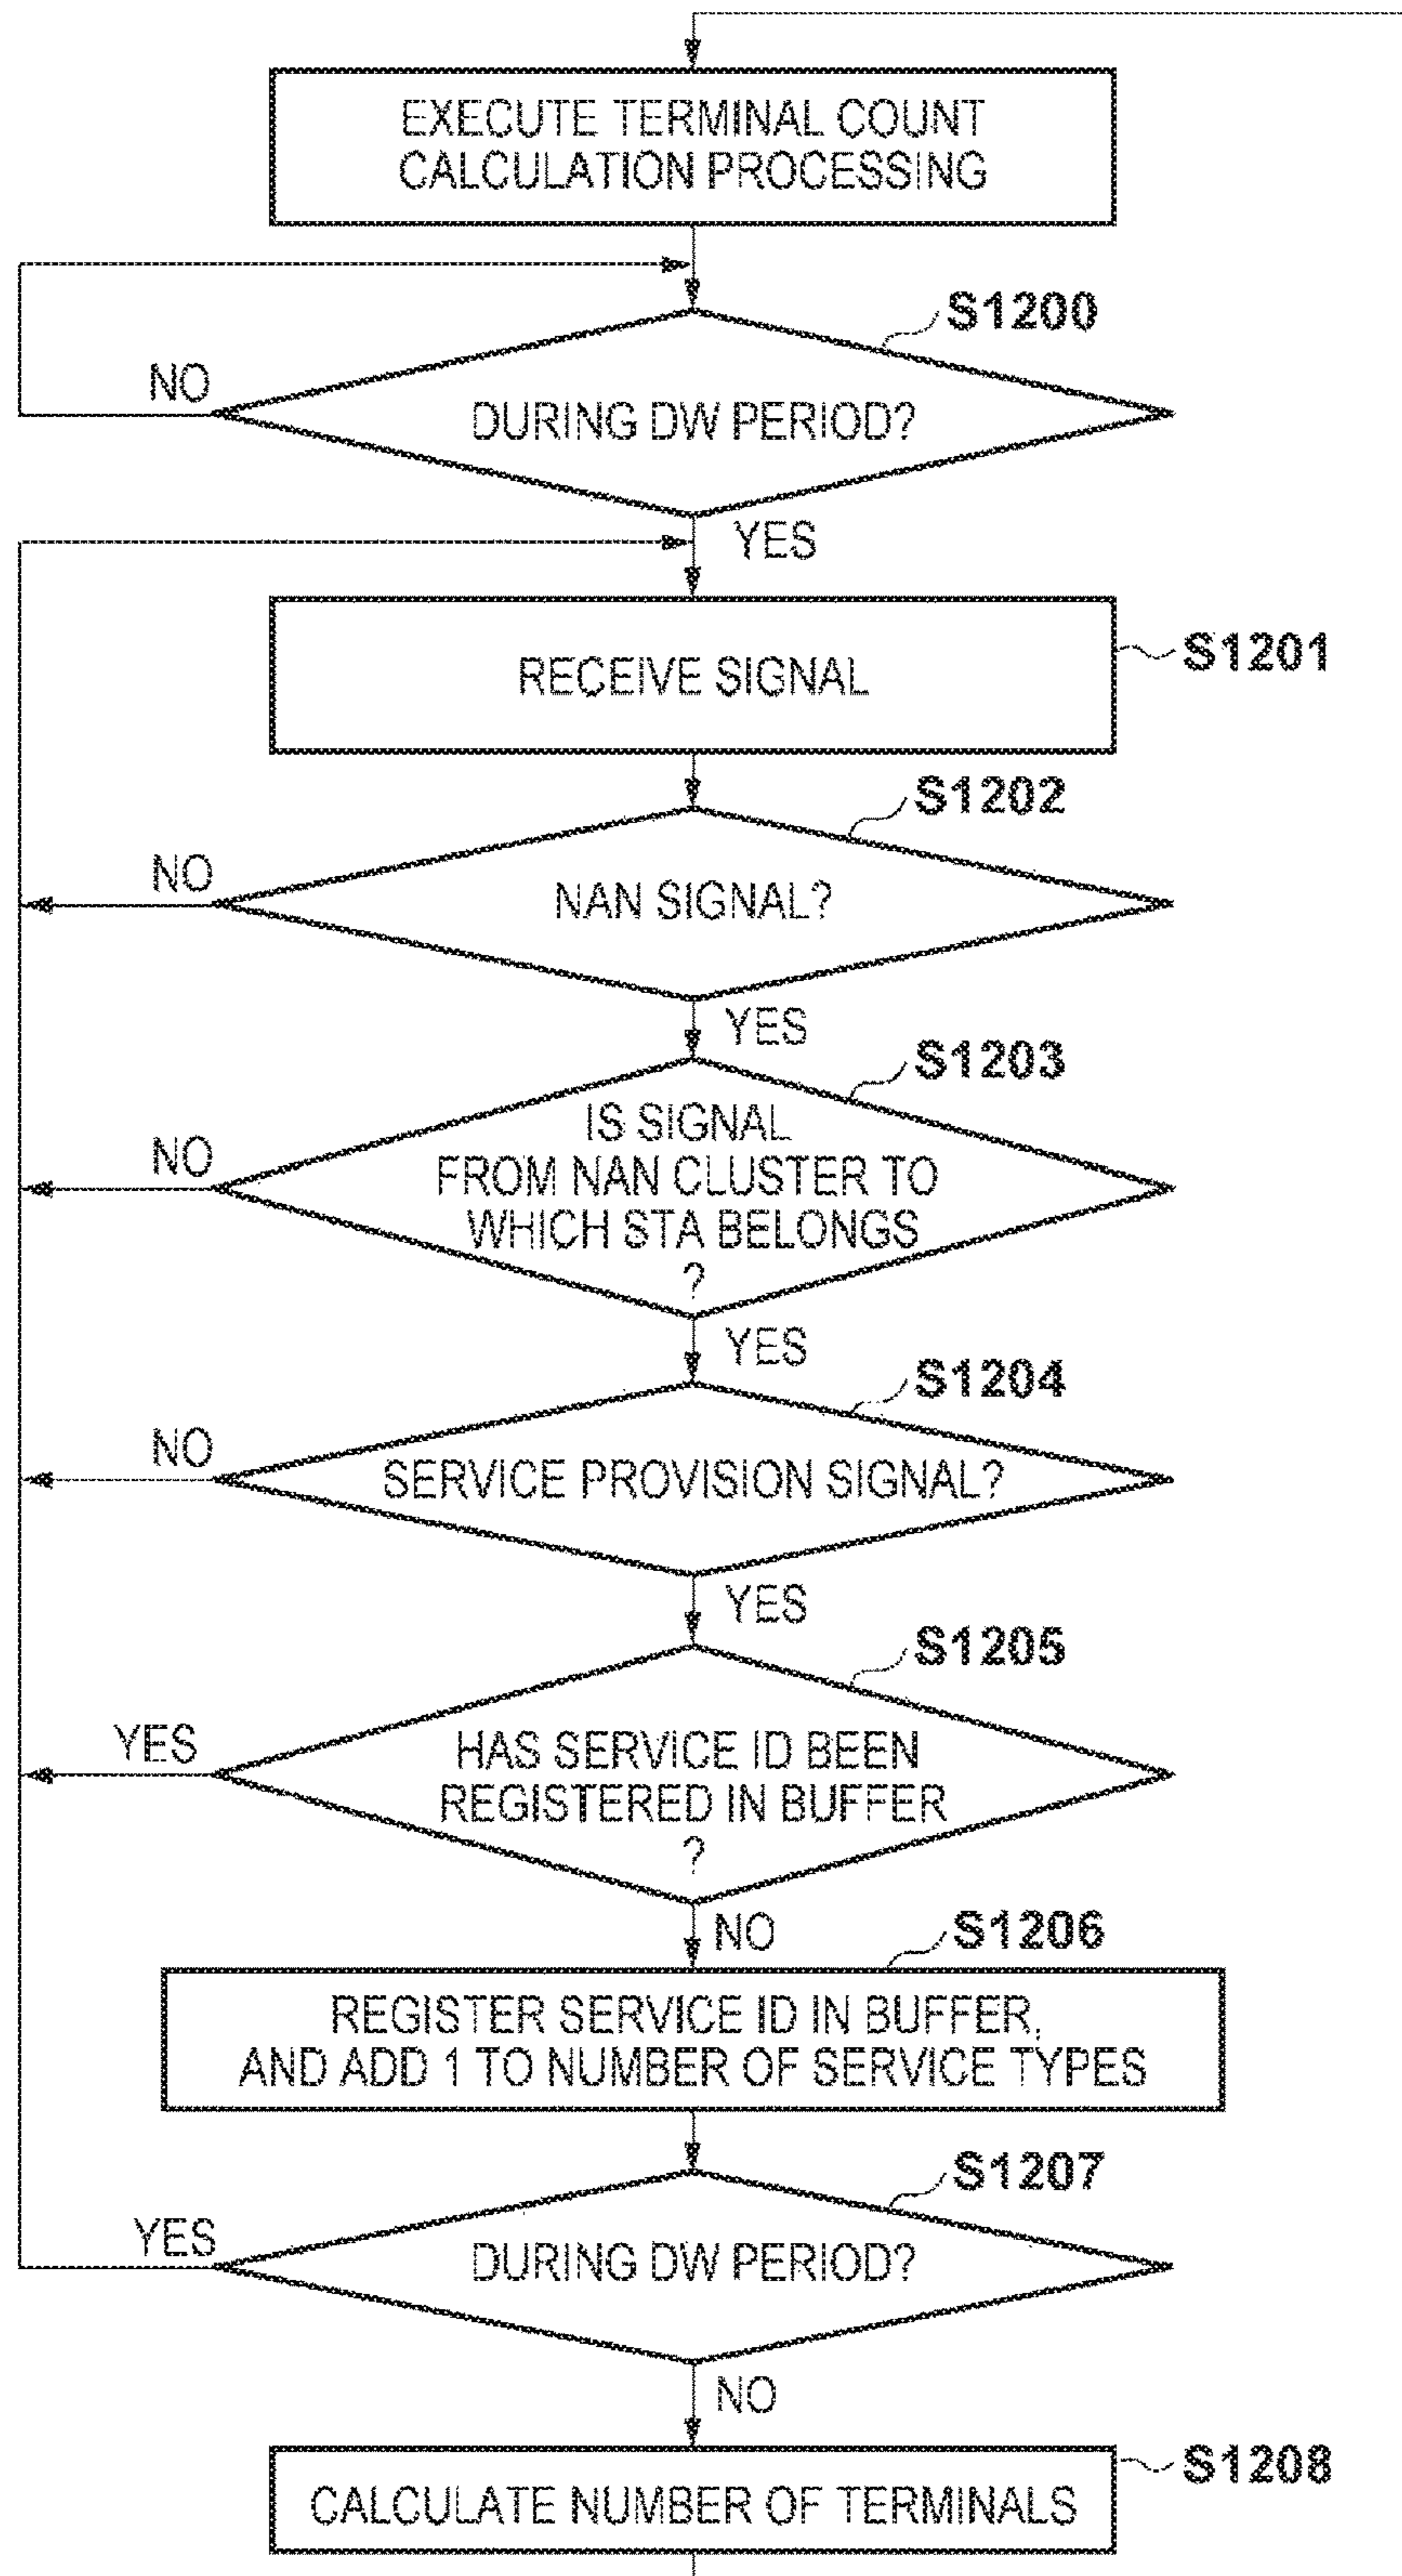 EXECUTE TERMINAL COUNT
CALCULATION PROCESSING
S1200
NO
DURING DW PERIOD?
YES
RECEIVE SIGNAL
S1201
S1202
NO
NAN SIGNAL?
YES
S1203
NO
IS SIGNAL
FROM NAN CLUSTER TO
WHICH STA BELONGS
?
YES
S1204
NO
SERVICE PROVISION SIGNAL?
YES
S1205
YES
HAS SERVICE ID BEEN
REGISTERED IN BUFFER
?
NO
S1206
REGISTER SERVICE ID IN BUFFER,
AND ADD 1 TO NUMBER OF SERVICE TYPES
S1207
YES
DURING DW PERIOD?
NO
S1208
CALCULATE NUMBER OF TERMINALS